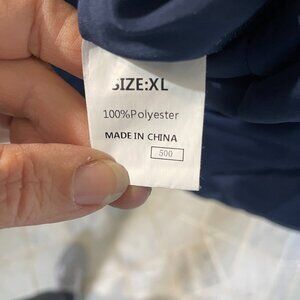 SIZE:XL
100%Polyester
MADE IN CHINA
500